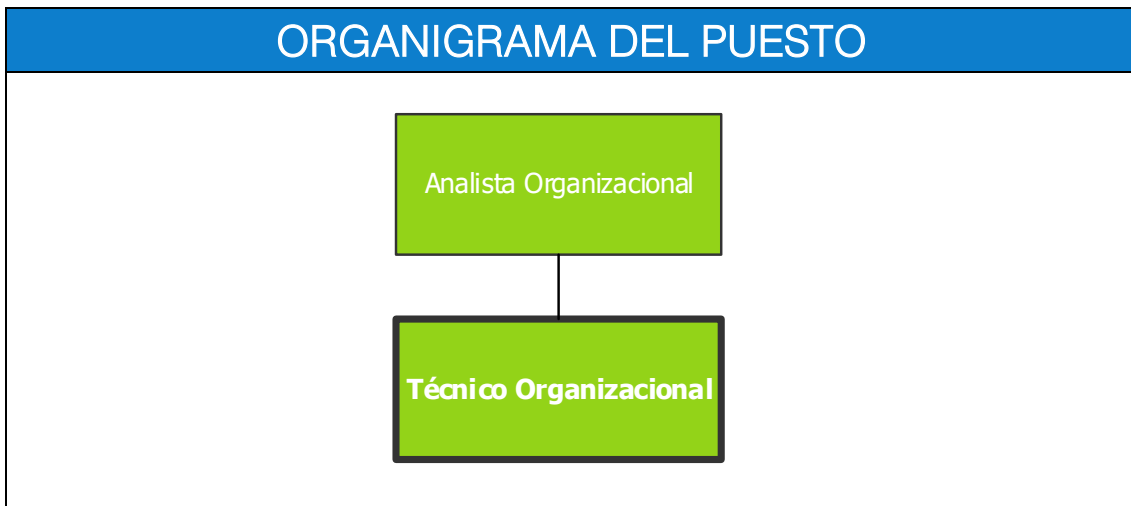 ORGANIGRAMA DEL PUESTO
Analista Organizacional
Técnico Organizacional